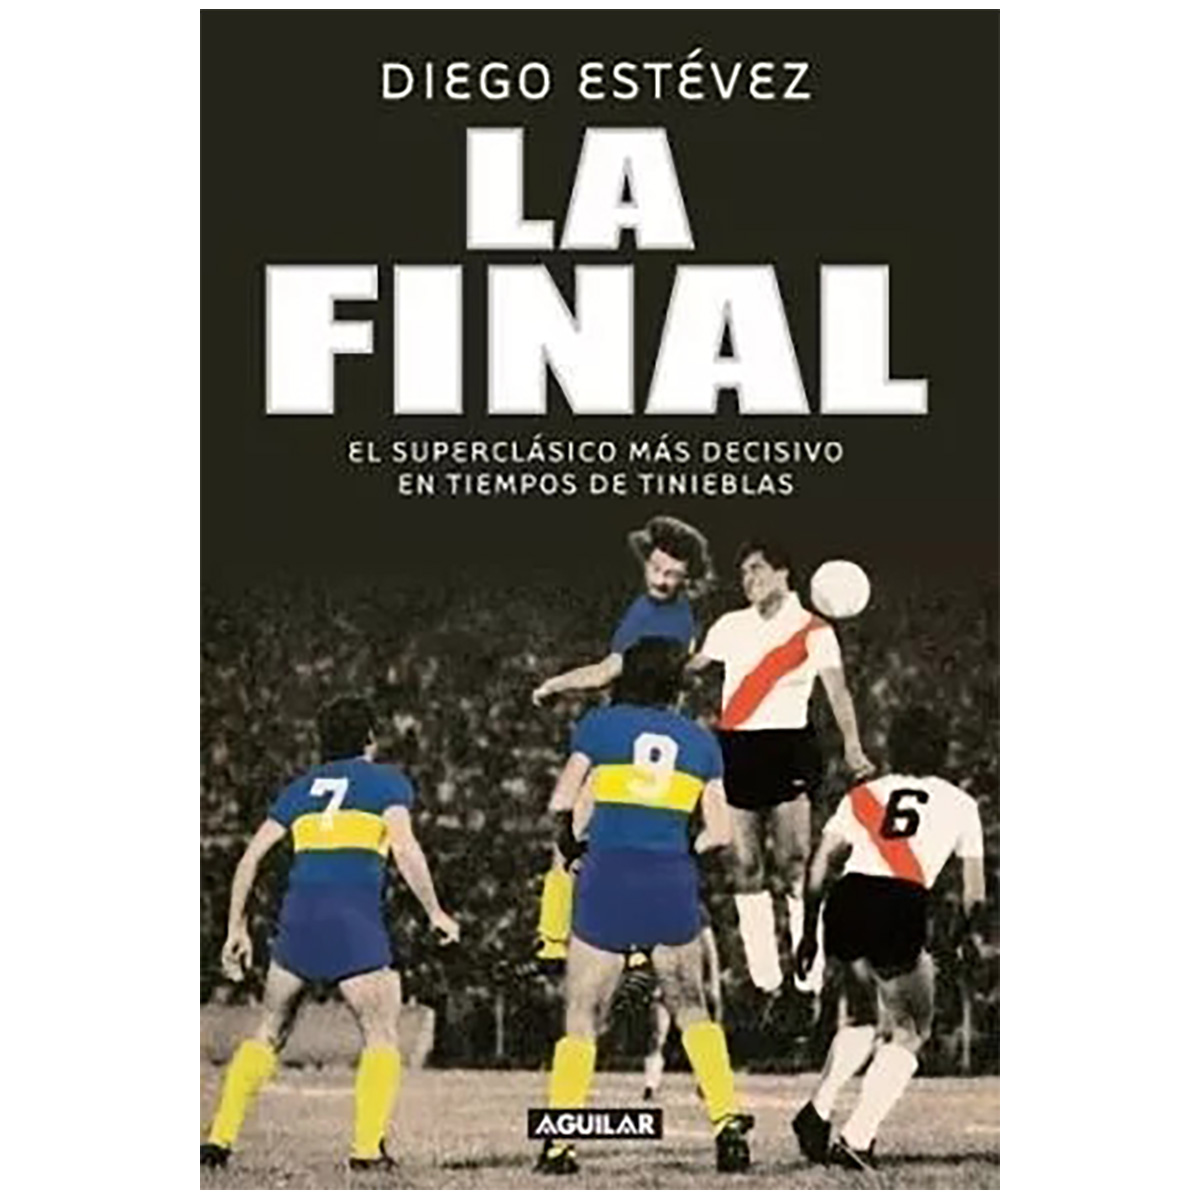 DIEGO ESTÉVEZ
LA
FINAL
EL SUPERCLÁSICO MÁS DECISIVO
EN TIEMPOS DE TINIEBLAS
7
9
6
AGUILAR